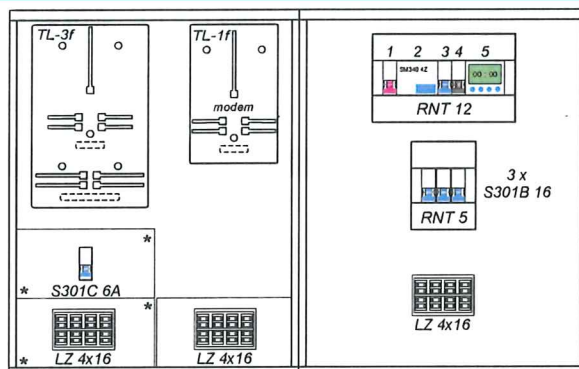 TL-3f
TL-1f
modem
1 2 3 4 5
SM340 4Z
00 : 00
RNT 12
3 x
S301B 16
RNT 5
*
S301C 6A
*
*
LZ 4x16
*
LZ 4x16
LZ 4x16